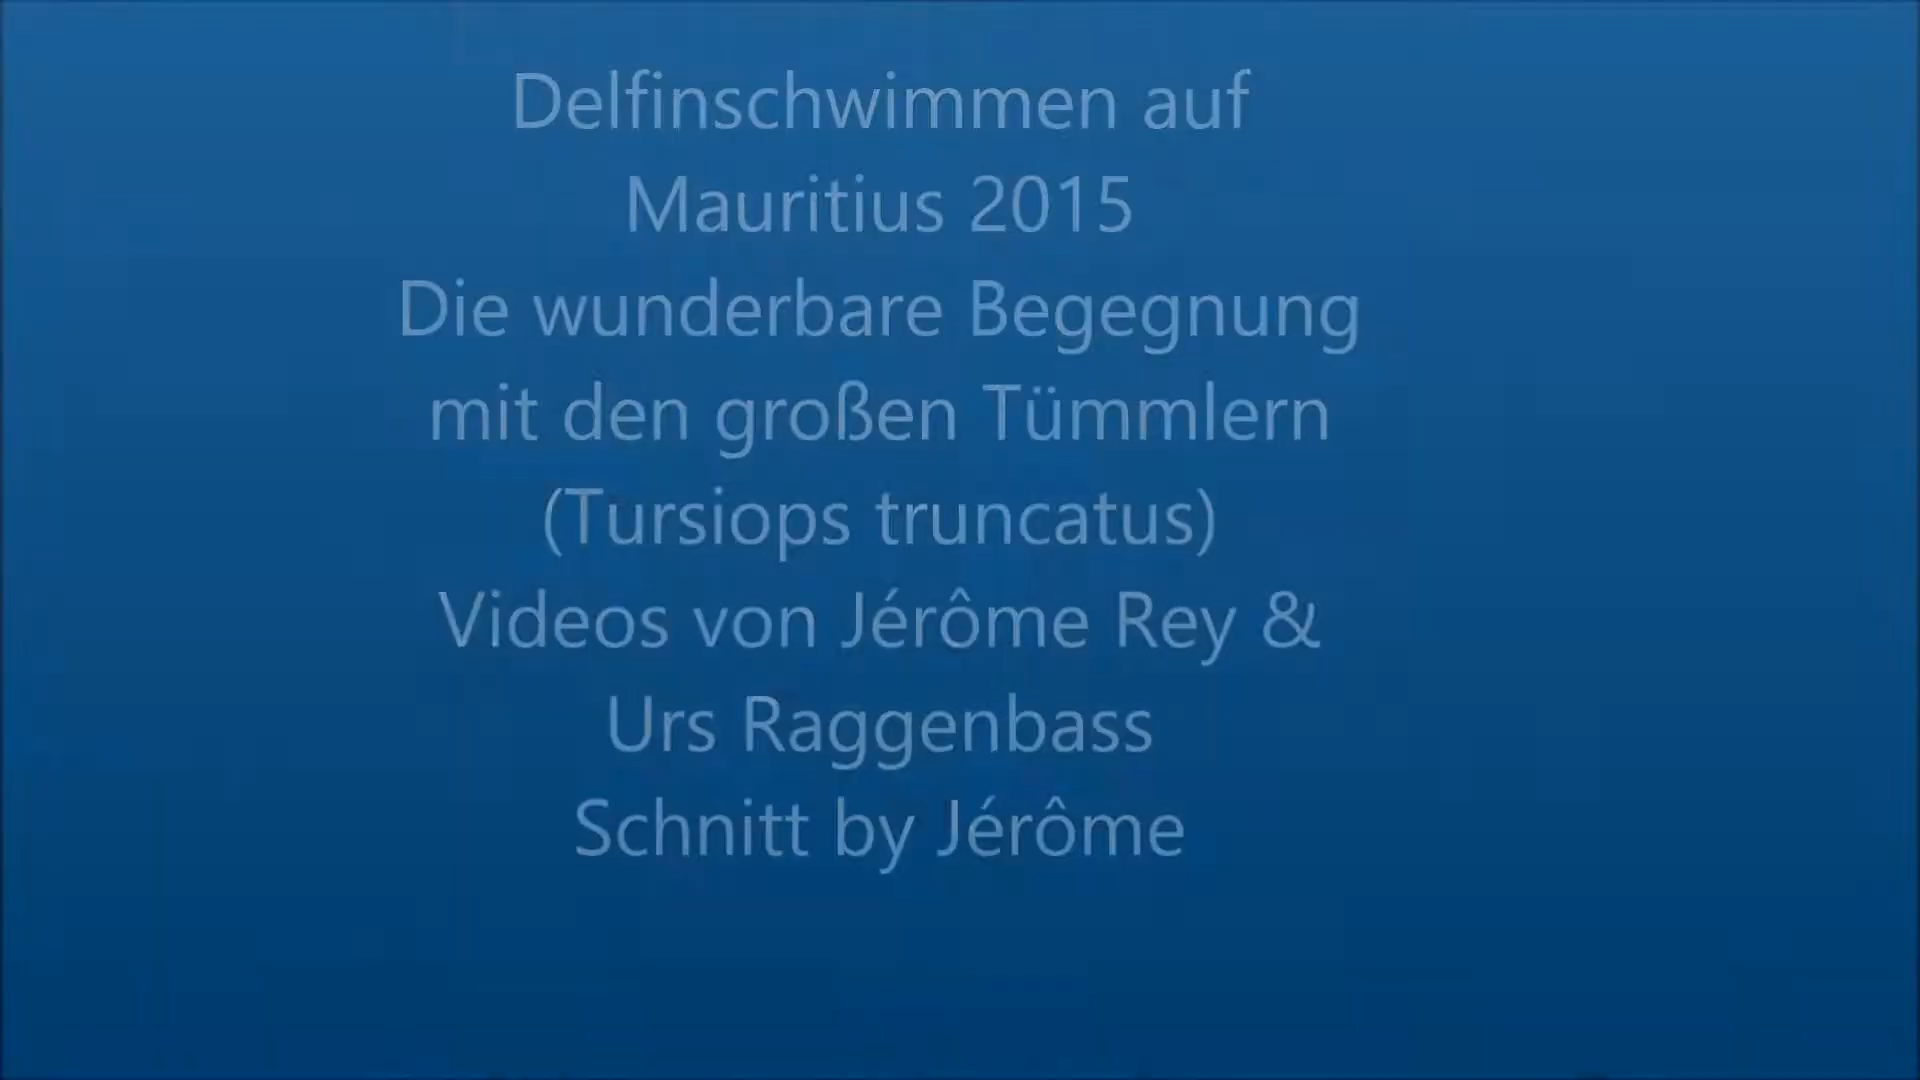 Delfinschwimmen auf
Mauritius 2015
Die wunderbare Begegnung
mit den großen Tümmlern
(Tursiops truncatus)
Videos von Jérôme Rey &
Urs Raggenbass
Schnitt by Jérôme